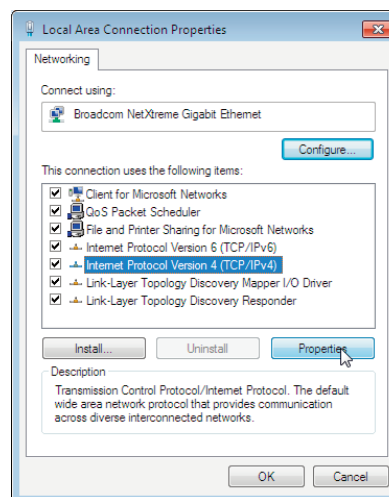 Local Area Connection Properties
Networking
Connect using:
Broadcom NetXtreme Gigabit Ethernet
Configure...
This connection uses the following items:
Client for Microsoft Networks
QoS Packet Scheduler
File and Printer Sharing for Microsoft Networks
Internet Protocol Version 6 (TCP/IPv6)
Internet Protocol Version 4 (TCP/IPv4)
Link-Layer Topology Discovery Mapper I/O Driver
Link-Layer Topology Discovery Responder
Install... Uninstall Properties
Description
Transmission Control Protocol/Internet Protocol. The default
wide area network protocol that provides communication
across diverse interconnected networks.
OK Cancel